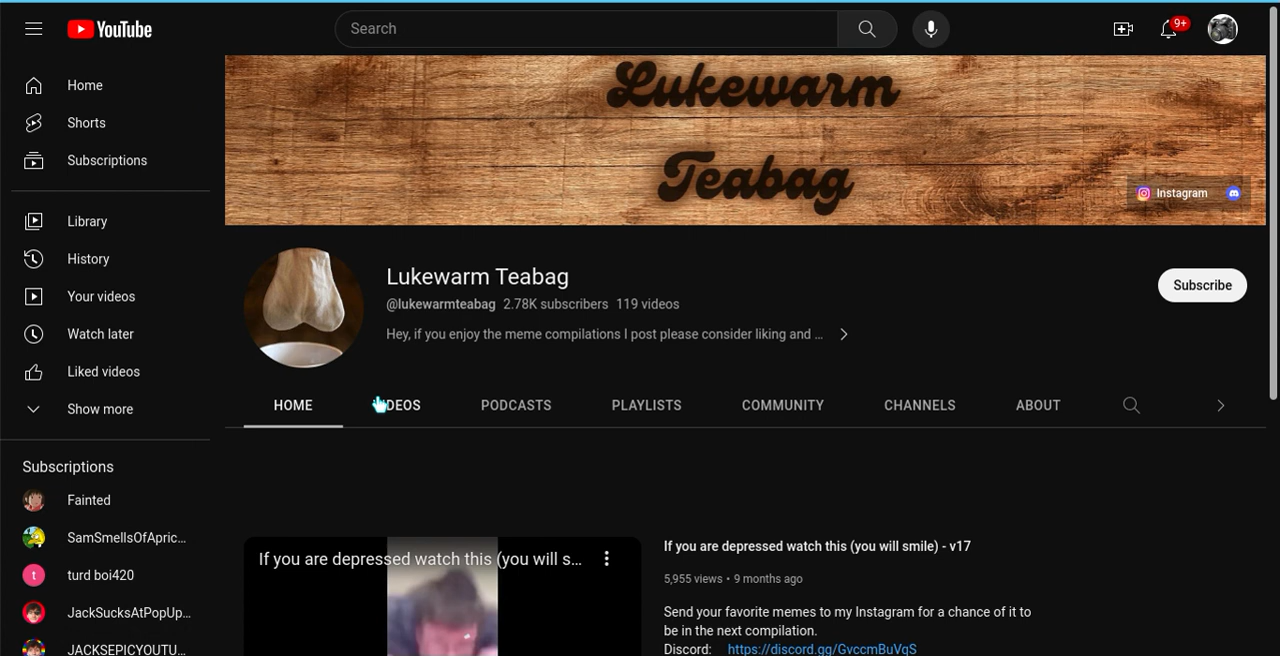 YouTube
Search
9+
Home
Shorts
Subscriptions
Library
History
Your videos
Watch later
Liked videos
Show more
Subscriptions
Fainted
SamSmellsOfApric...
t
turd boi420
JackSucksAtPopUp...
JACKSEPICYOUTU...
Lukewarm
Teabag
Instagram
Lukewarm Teabag
@lukewarmteabag 2.78K subscribers 119 videos
Hey, if you enjoy the meme compilations I post please consider liking and ...
Subscribe
HOME
DEOS
PODCASTS
PLAYLISTS
COMMUNITY
CHANNELS
ABOUT
If you are depressed watch this (you will s...
If you are depressed watch this (you will smile) - v17
5,955 views • 9 months ago
Send your favorite memes to my Instagram for a chance of it to
be in the next compilation.
Discord: https://discord.gg/GvccmBuVqS